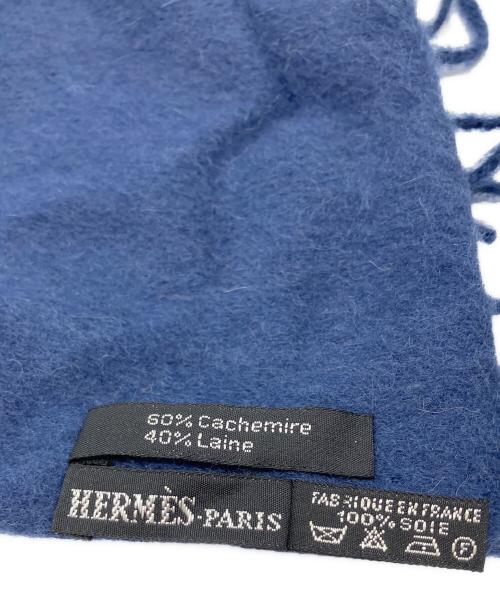 60% Cachemire
40% Laine
HERMÈS-PARIS
FABRIQUE EN FRANCE
100% SOIE
F